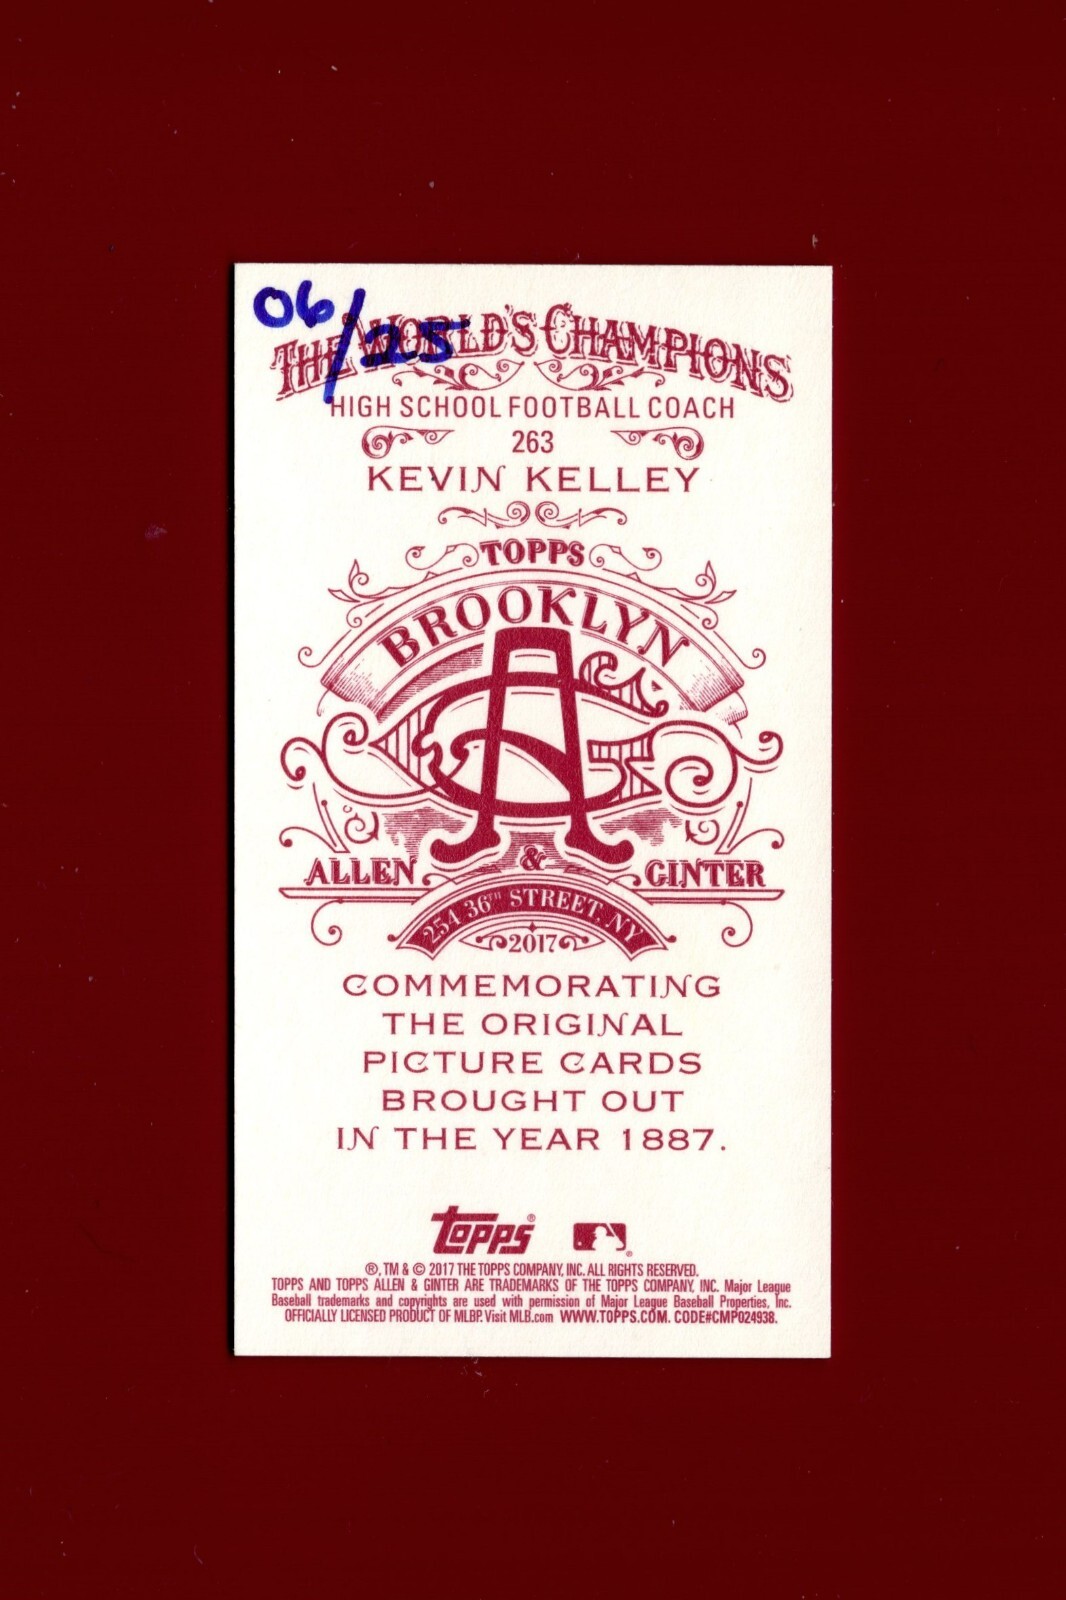 06/25
THE WORLD'S CHAMPIONS
HIGH SCHOOL FOOTBALL COACH
263
KEVIN KELLEY
TOPPS
BROOKLYN
ALLEN & GINTER
254 36TH STREET, NY
2017
COMMEMORATING
THE ORIGINAL
PICTURE CARDS
BROUGHT OUT
IN THE YEAR 1887.
topps®
®, TM & © 2017 THE TOPPS COMPANY, INC. ALL RIGHTS RESERVED.
TOPPS AND TOPPS ALLEN & GINTER ARE TRADEMARKS OF THE TOPPS COMPANY, INC. Major League
Baseball trademarks and copyrights are used with permission of Major League Baseball Properties, Inc.
OFFICIALLY LICENSED PRODUCT OF MLBP. Visit MLB.com WWW.TOPPS.COM. CODE#CMP024938.